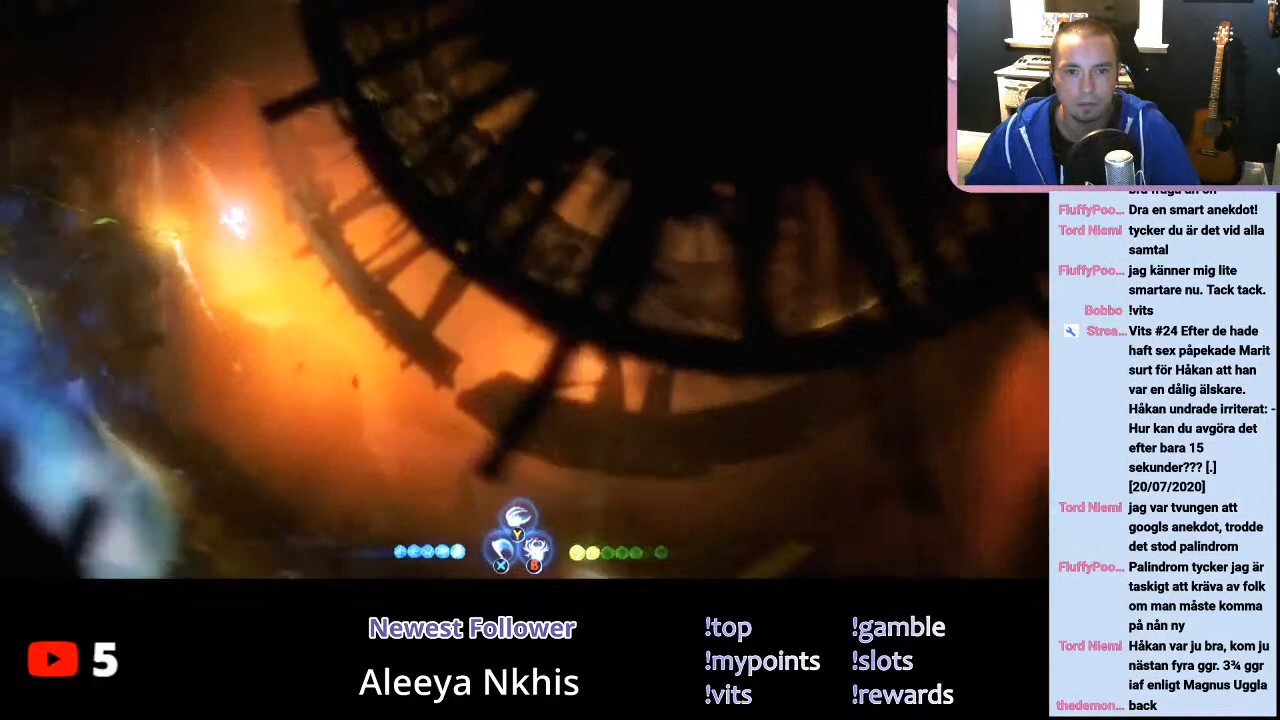 FluffyPoo... Dra en smart anekdot!
Tord Niemi tycker du är det vid alla
samtal
FluffyPoo... jag känner mig lite
smartare nu. Tack tack.
Bobbo !vits
Strea... Vits #24 Efter de hade
haft sex påpekade Marit
surt för Håkan att han
var en dålig älskare.
Håkan undrade irriterat: -
Hur kan du avgöra det
efter bara 15
sekunder??? [.]
[20/07/2020]
Tord Niemi jag var tvungen att
googls anekdot, trodde
det stod palindrom
FluffyPoo... Palindrom tycker jag är
taskigt att kräva av folk
om man måste komma
på nån ny
Tord Niemi Håkan var ju bra, kom ju
nästan fyra ggr. 3¾ ggr
iaf enligt Magnus Uggla
thedemon... back
Y
X B
Newest Follower
Aleeya Nkhis
5
!top !gamble
!mypoints !slots
!vits !rewards